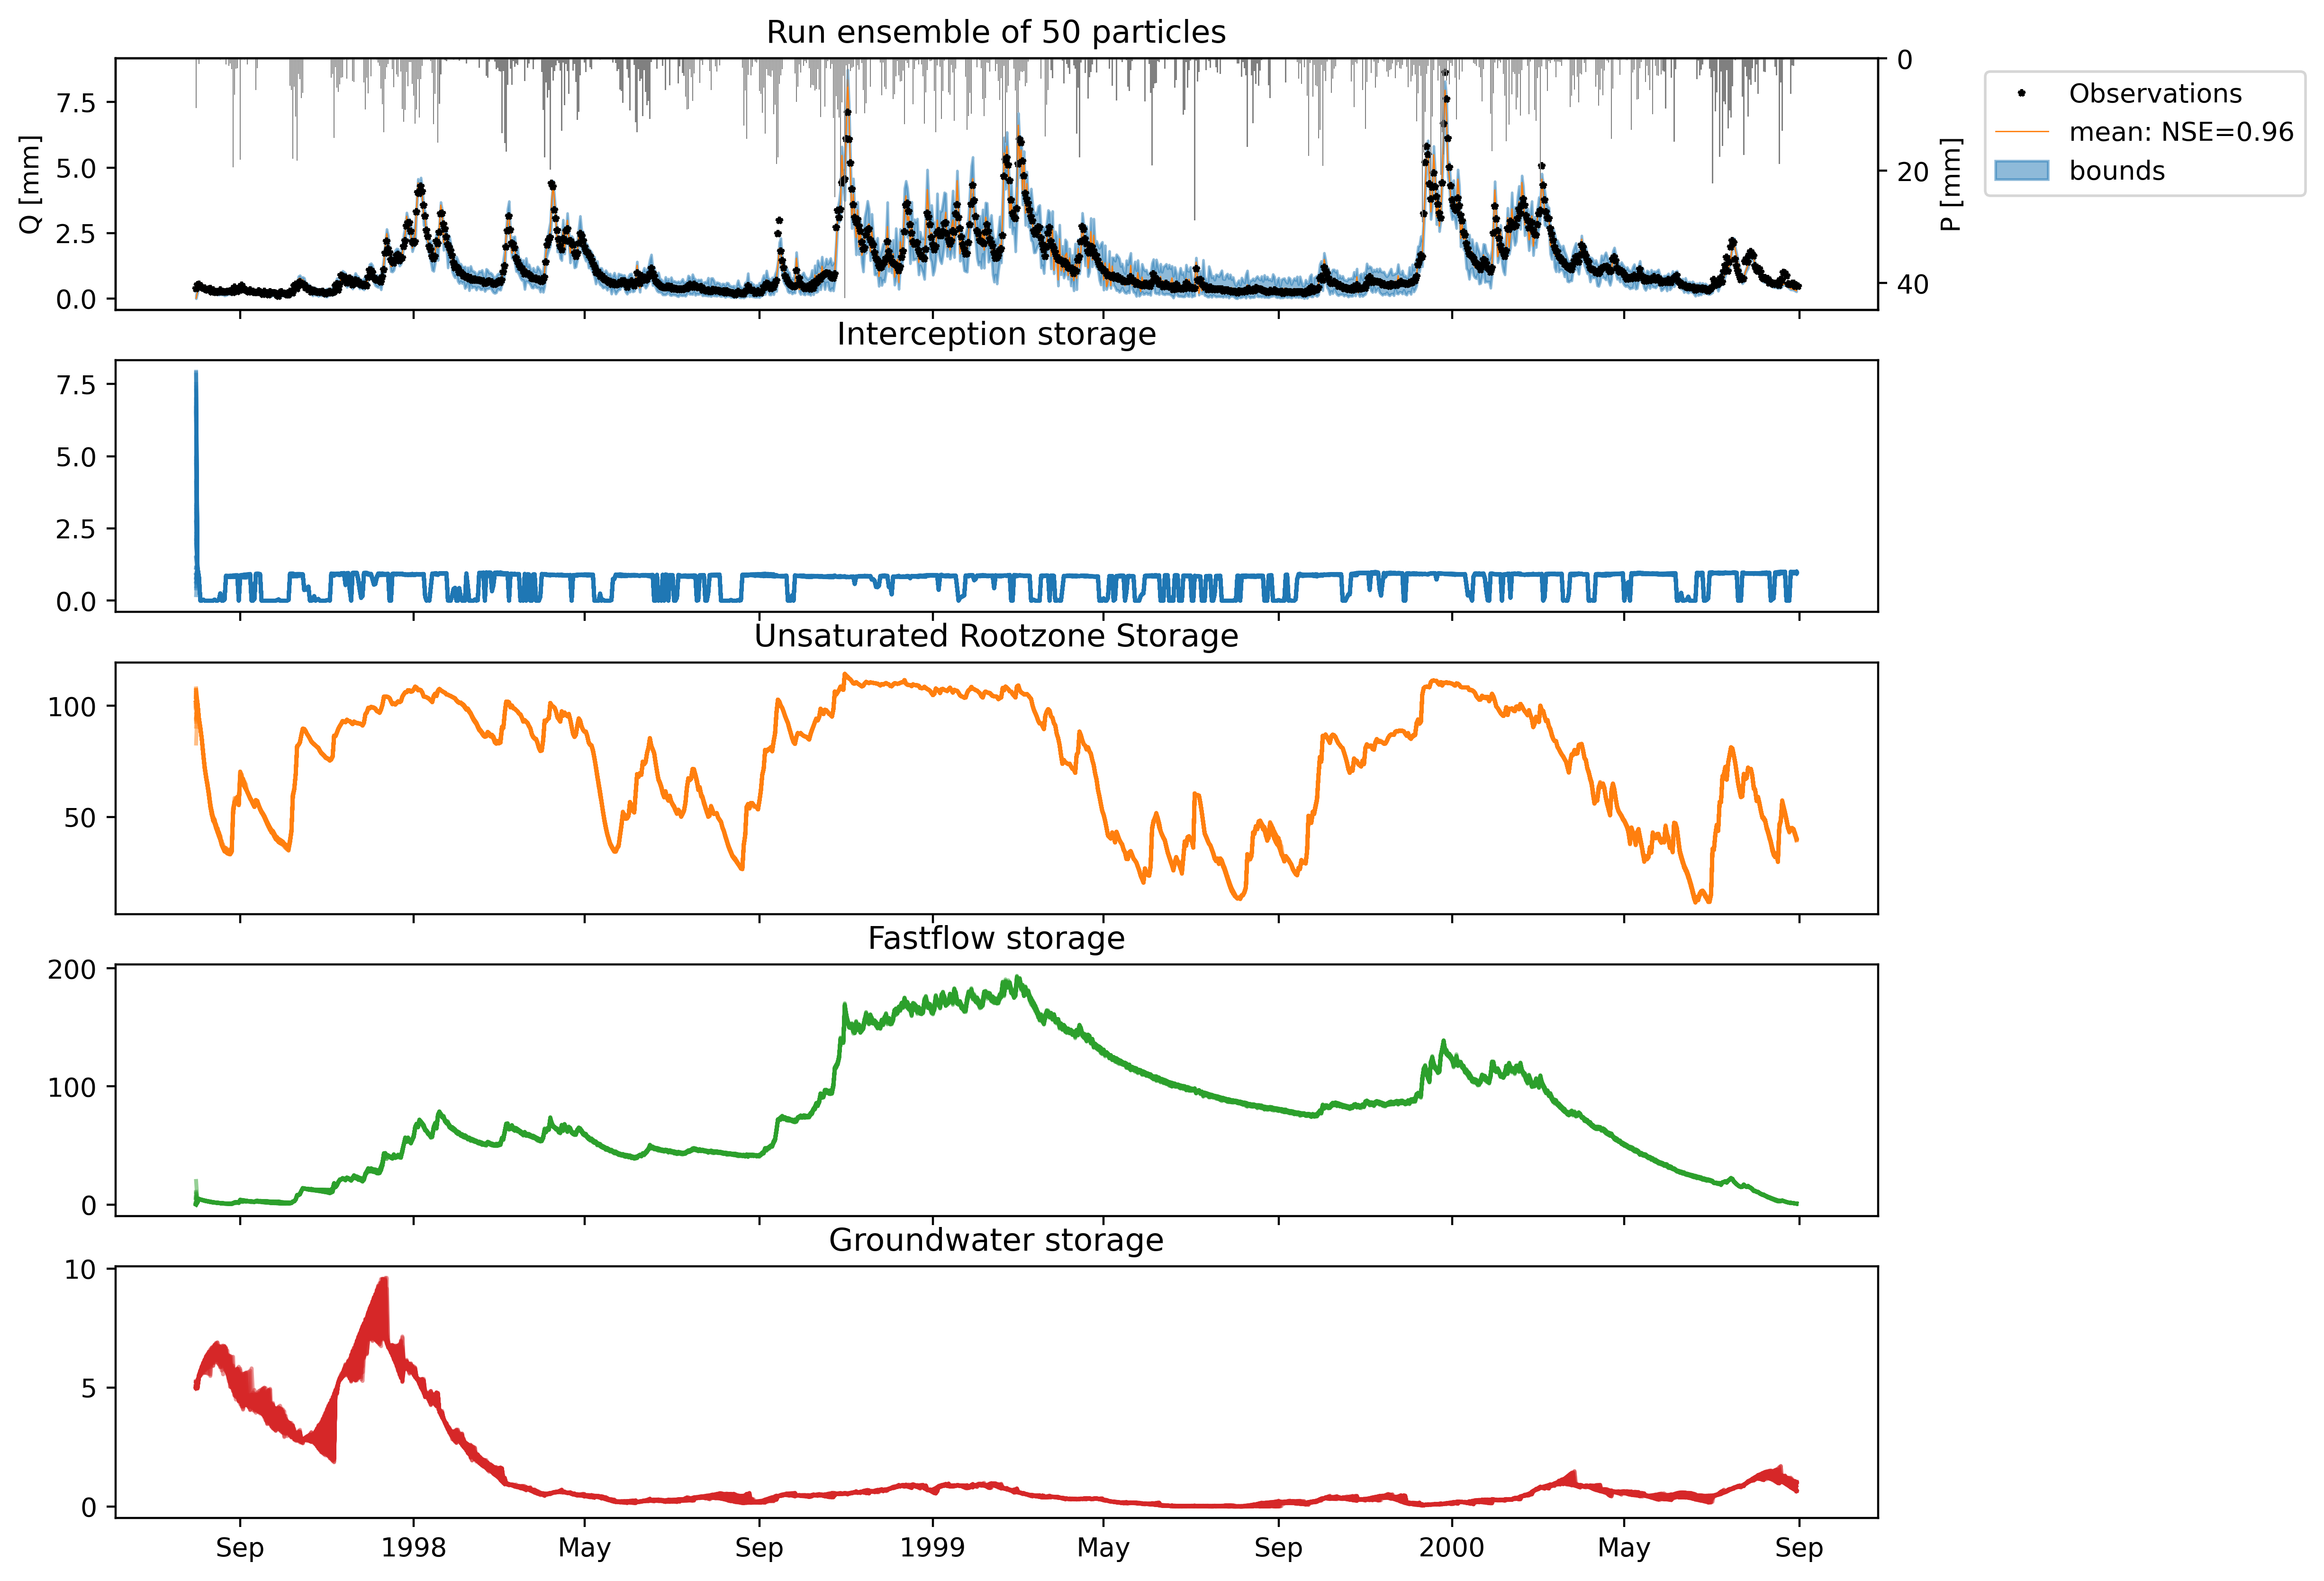 Run ensemble of 50 particles
Q [mm]
7.5
5.0
2.5
0.0
0
20
40
P [mm]
Observations
mean: NSE=0.96
bounds
Interception storage
7.5
5.0
2.5
0.0
Unsaturated Rootzone Storage
100
50
Fastflow storage
200
100
0
Groundwater storage
10
5
0
Sep 1998 May Sep 1999 May Sep 2000 May Sep